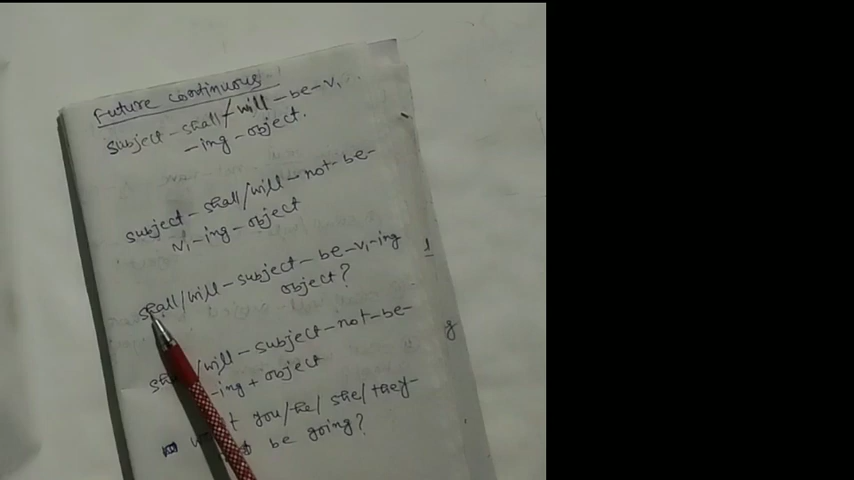 Future continuous
Subject - shall/will - be - V₁
- ing - object.
subject - shall/will - not - be -
V₁ - ing - object
shall/will - subject - be - V₁ - ing
object?
/will - subject - not - be -
- ing + object
you/he/she/they -
be going?